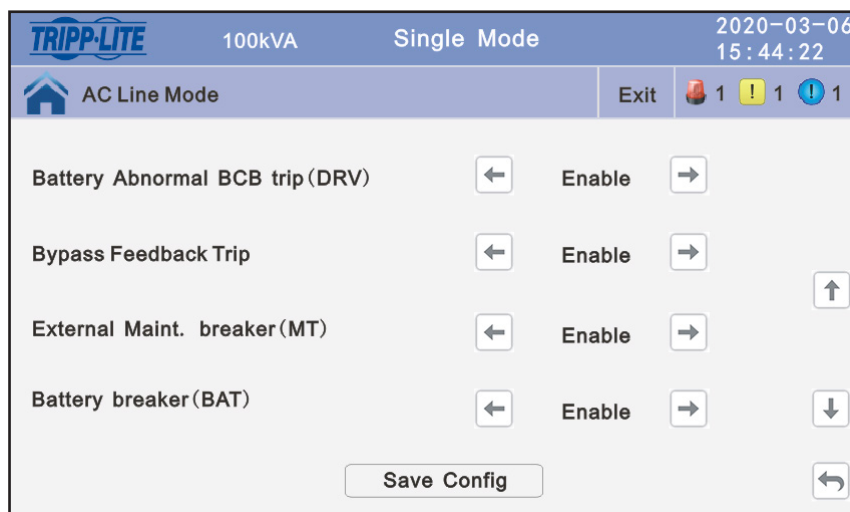 TRIPP·LITE 100kVA Single Mode 2020-03-06
15:44:22
AC Line Mode Exit 1 ! 1 ! 1
Battery Abnormal BCB trip(DRV) Enable
Bypass Feedback Trip Enable
External Maint. breaker(MT) Enable
Battery breaker(BAT) Enable
Save Config